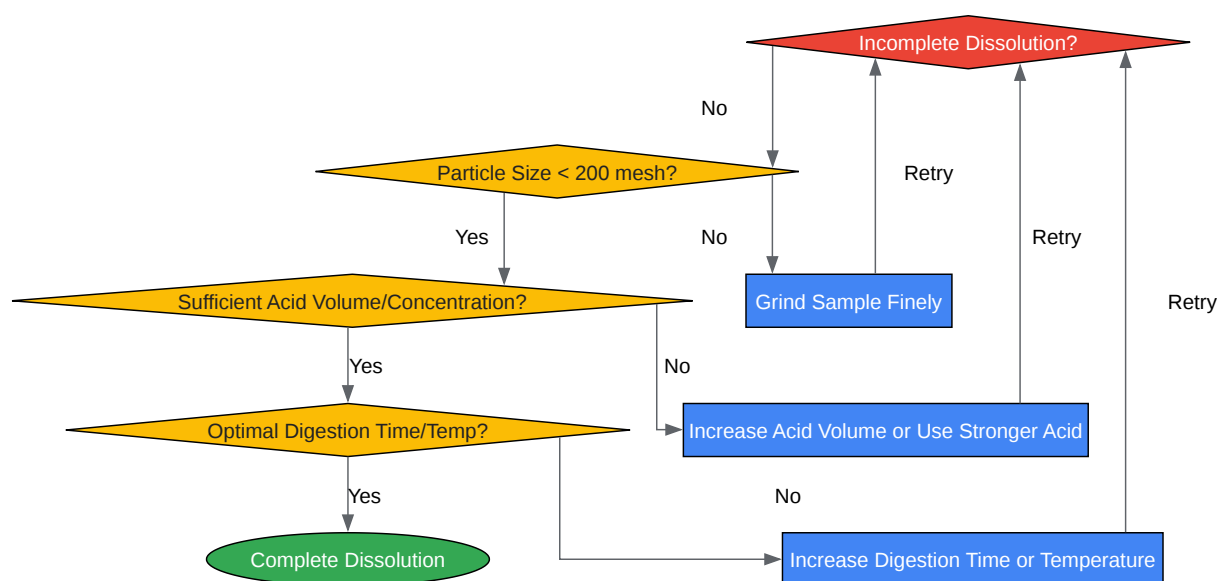 Incomplete Dissolution?
No
Particle Size < 200 mesh?
Retry
Yes
No
Retry
Sufficient Acid Volume/Concentration?
Grind Sample Finely
Retry
Yes
No
Optimal Digestion Time/Temp?
Increase Acid Volume or Use Stronger Acid
Yes
No
Complete Dissolution
Increase Digestion Time or Temperature